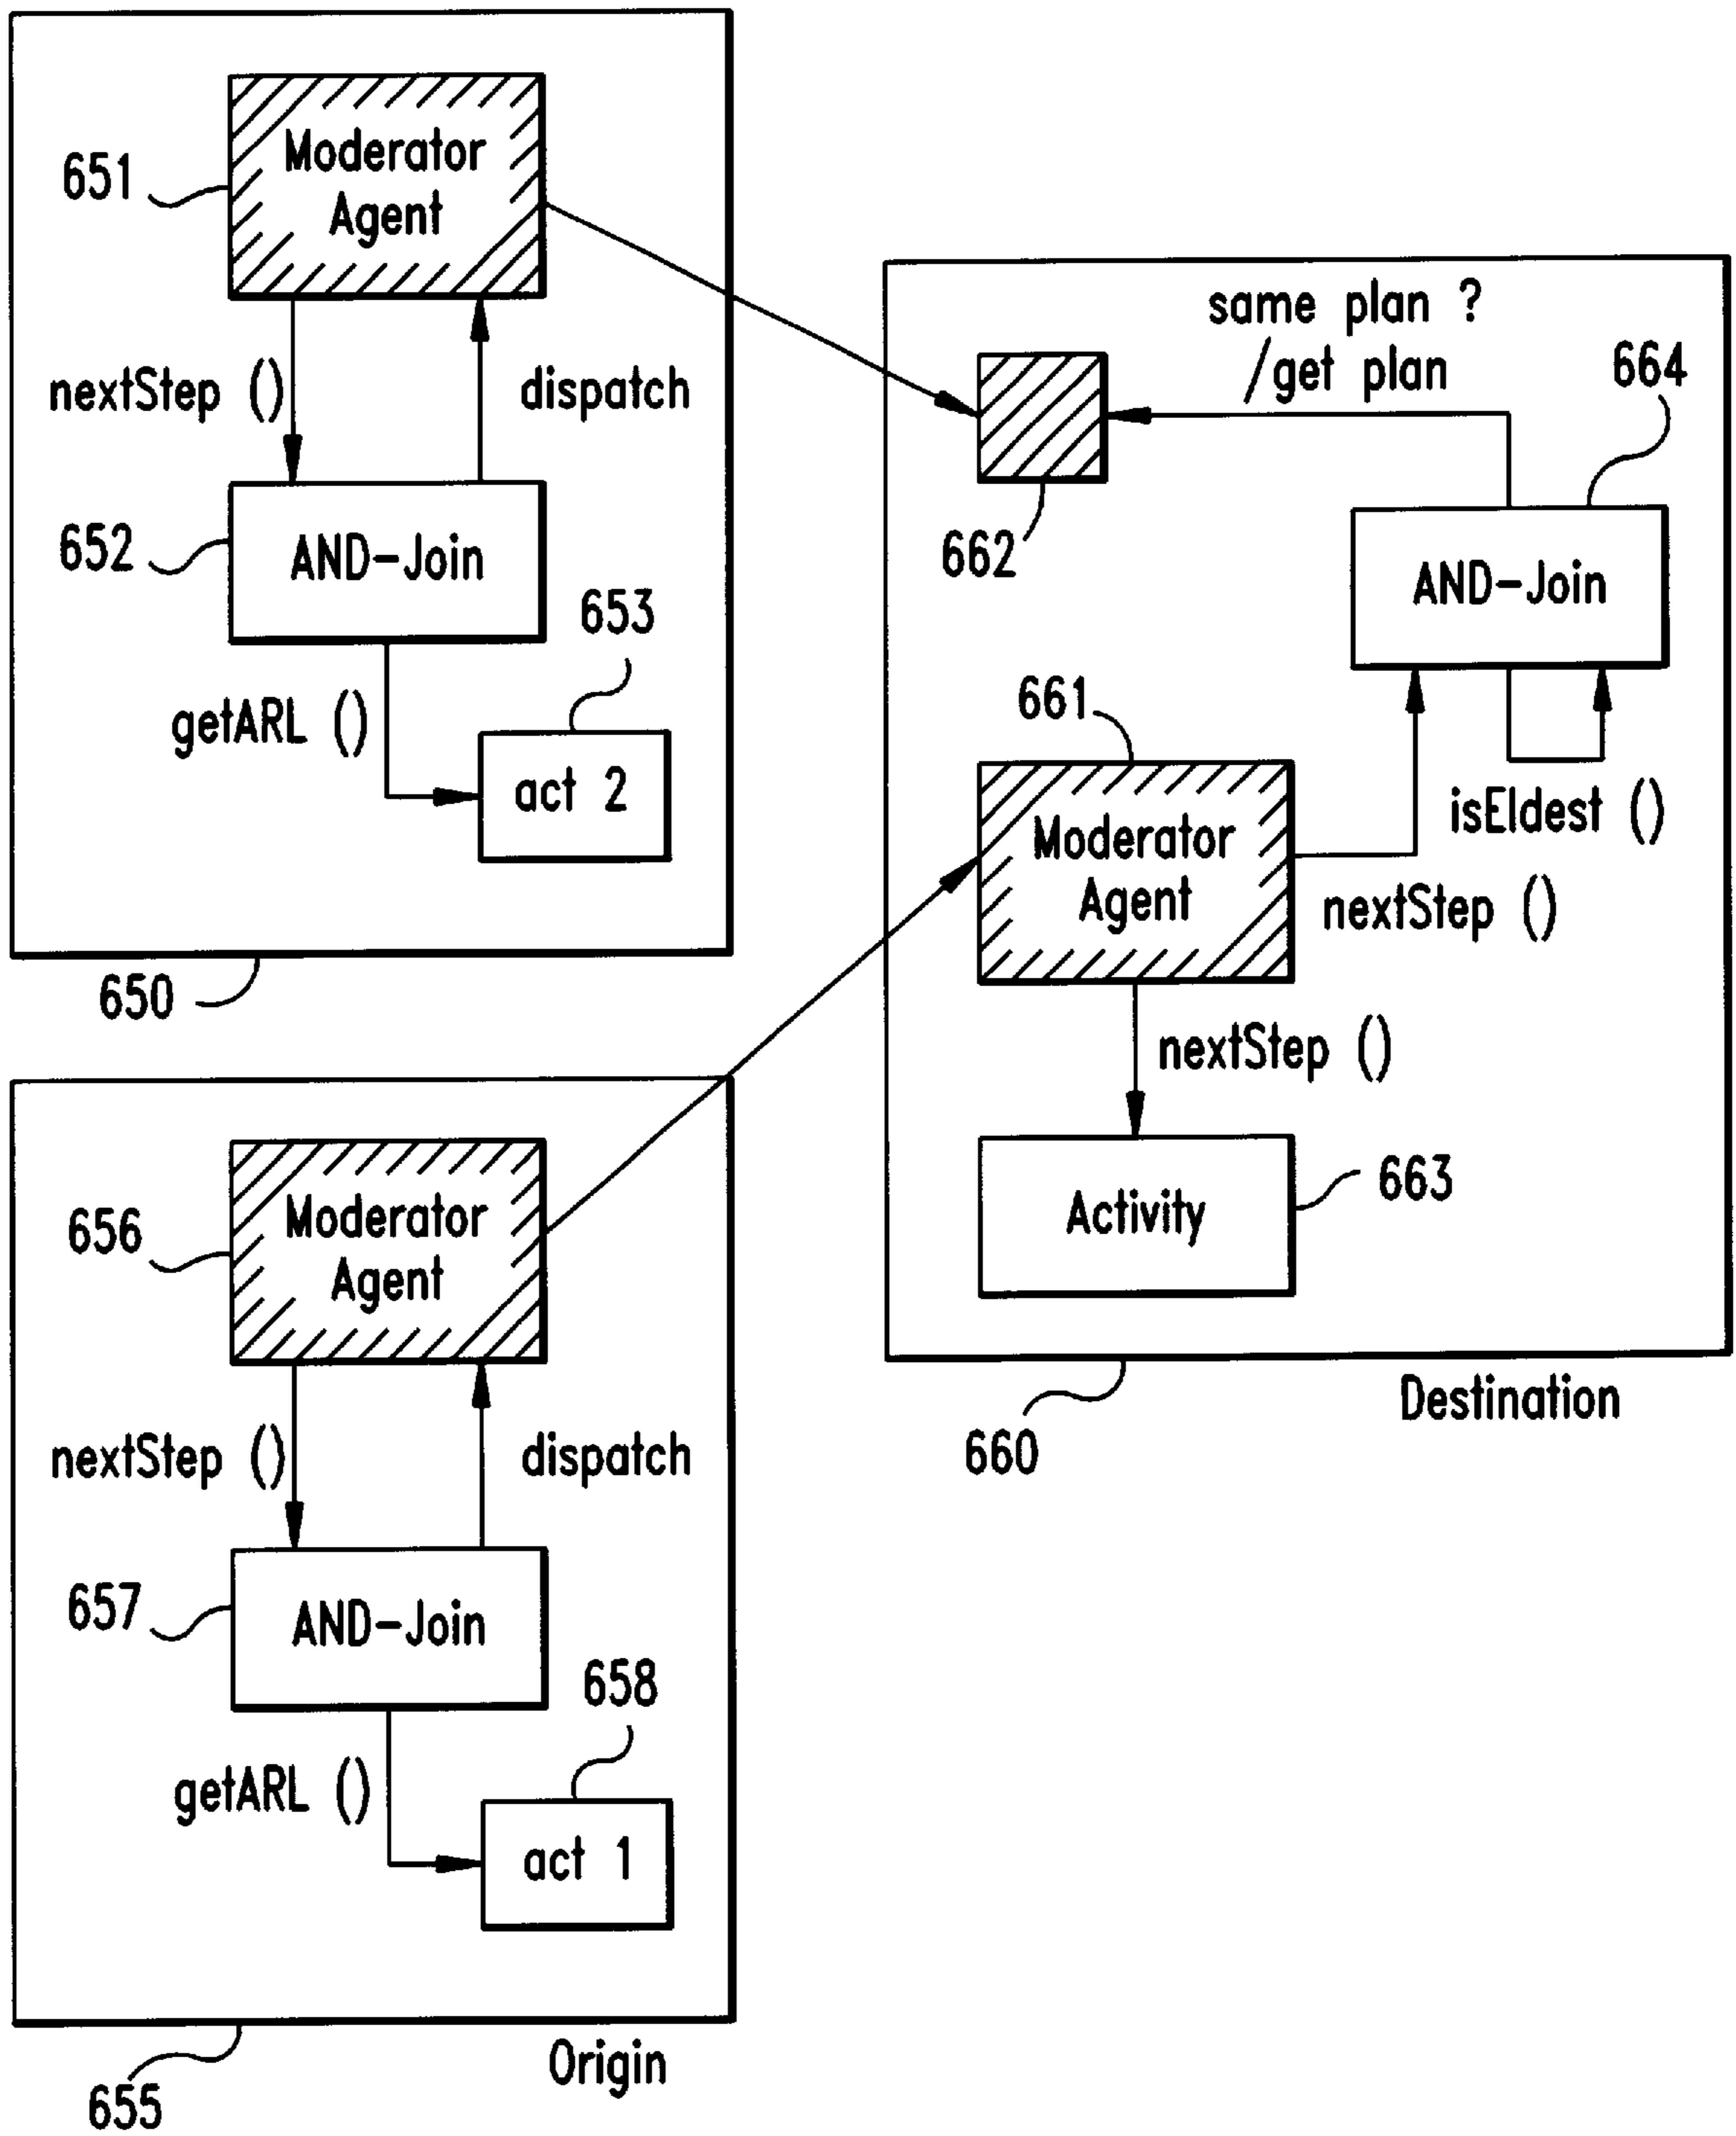 Moderator
Agent
651
nextStep ()
dispatch
652
AND-Join
653
getARL ()
act 2
650
same plan ?
/get plan
664
662
AND-Join
661
isEldest ()
Moderator
Agent
nextStep ()
nextStep ()
Activity
663
660
Destination
656
Moderator
Agent
nextStep ()
dispatch
657
AND-Join
658
getARL ()
act 1
655
Origin